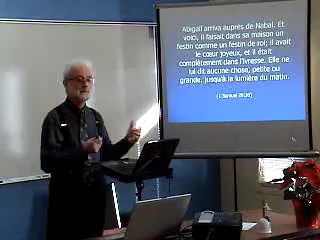 Abigaïl arriva auprès de Nabal. Et
voici, il faisait dans sa maison un
festin comme un festin de roi; il avait
le cœur joyeux, et il était
complètement dans l'ivresse. Elle ne
lui dit aucune chose, petite ou
grande, jusqu'à la lumière du matin.